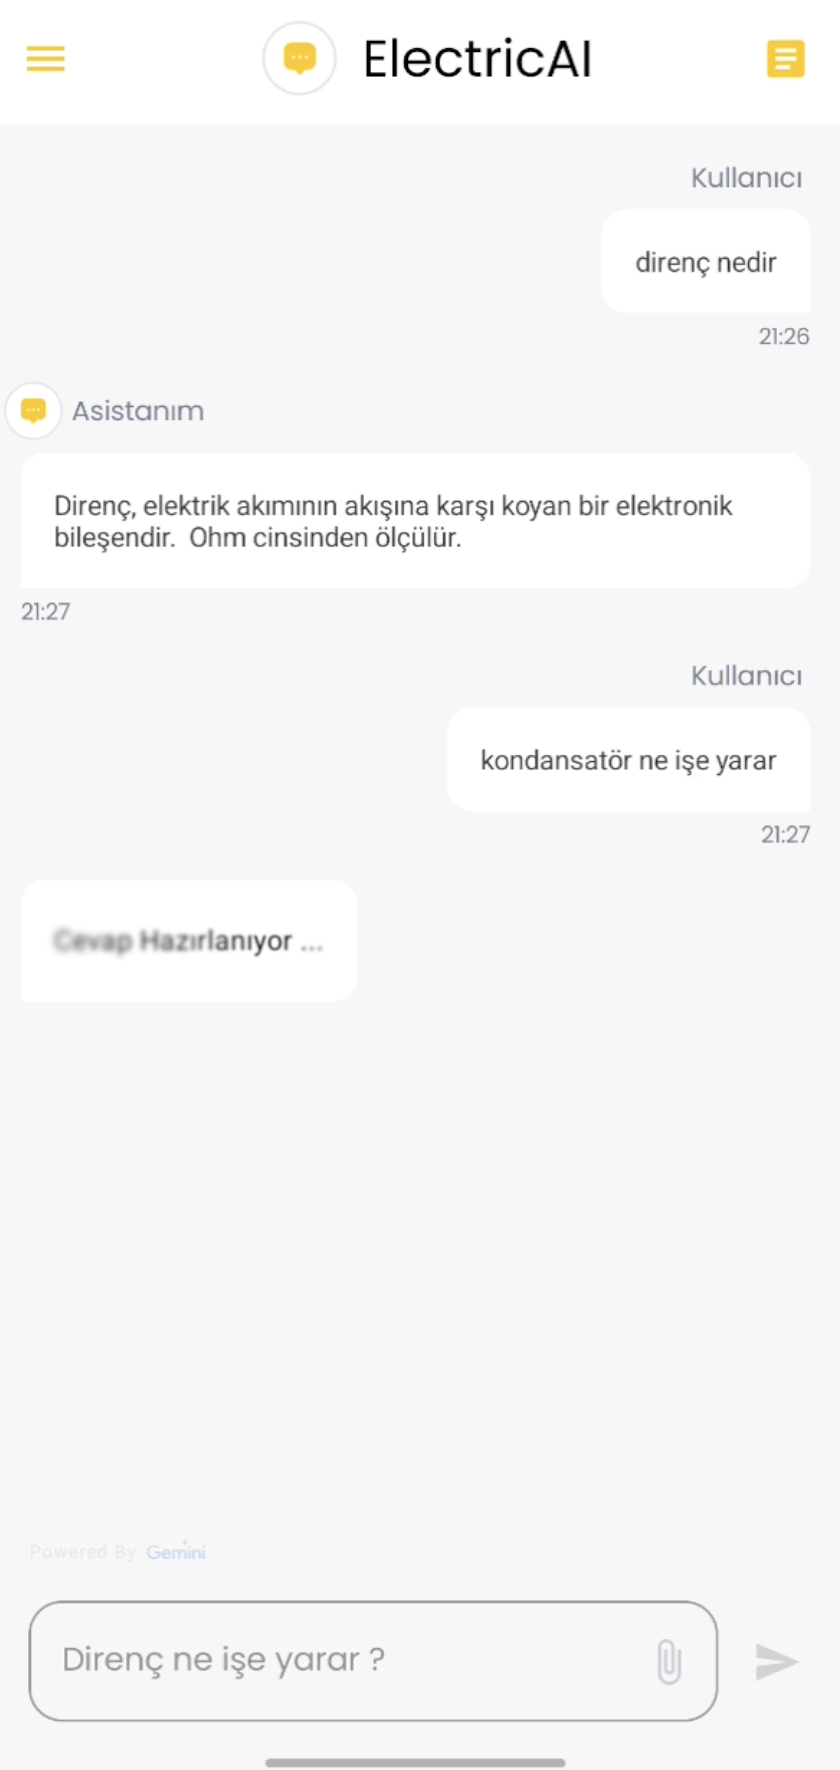 ElectricAI
Kullanıcı
direnç nedir
21:26
Asistanım
Direnç, elektrik akımının akışına karşı koyan bir elektronik
bileşendir.  Ohm cinsinden ölçülür.
21:27
Kullanıcı
kondansatör ne işe yarar
21:27
Cevap Hazırlanıyor ...
Powered By Gemini
Direnç ne işe yarar ?